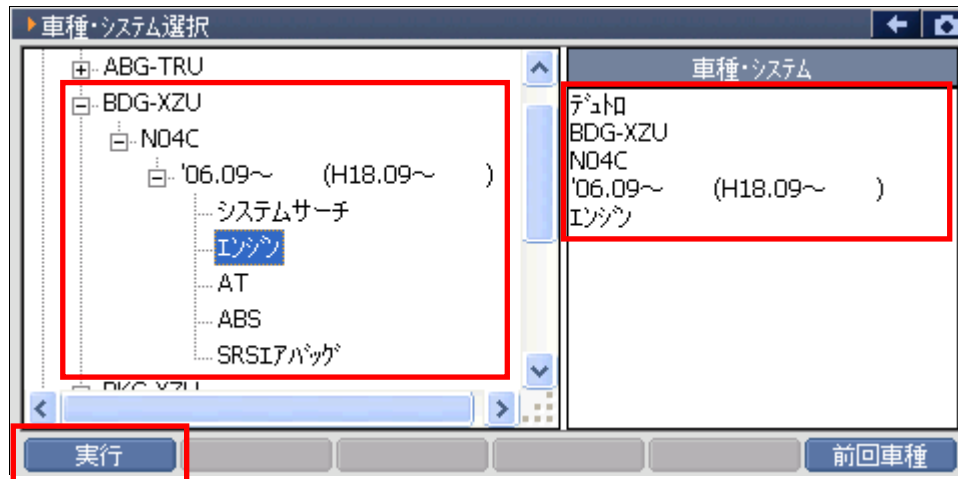 車種・システム選択
ABG-TRU
BDG-XZU
N04C
'06.09～ (H18.09～ )
システムサーチ
エンジン
AT
ABS
SRSエアバッグ
車種・システム
デュトロ
BDG-XZU
N04C
'06.09～ (H18.09～ )
エンジン
実行
前回車種